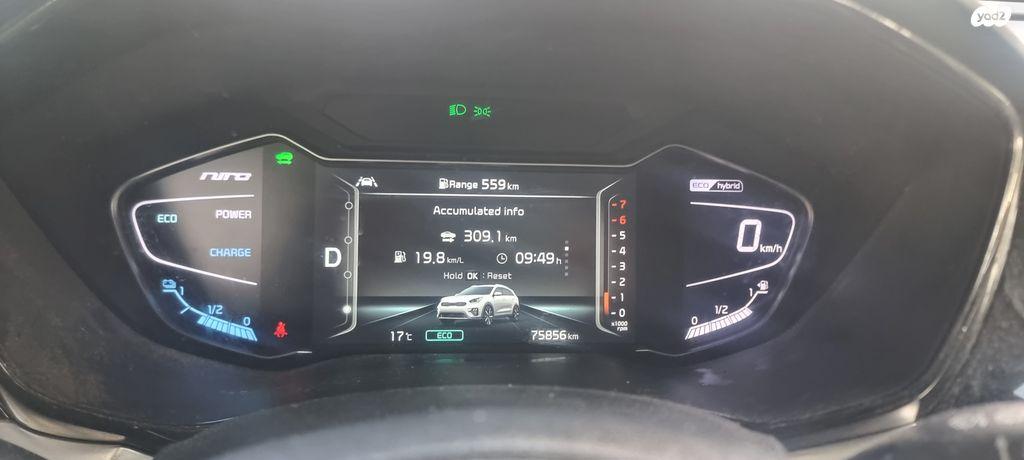 yad2
NIRO
ECO POWER
CHARGE
1
1/2
0
D
Range 559 km
Accumulated info
309.1 km
19.8 km/L 09:49 h
Hold OK : Reset
17°C ECO 75856 km
7
6
5
4
3
2
1
0
x1000
rpm
ECO hybrid
0 km/h
1
1/2
0